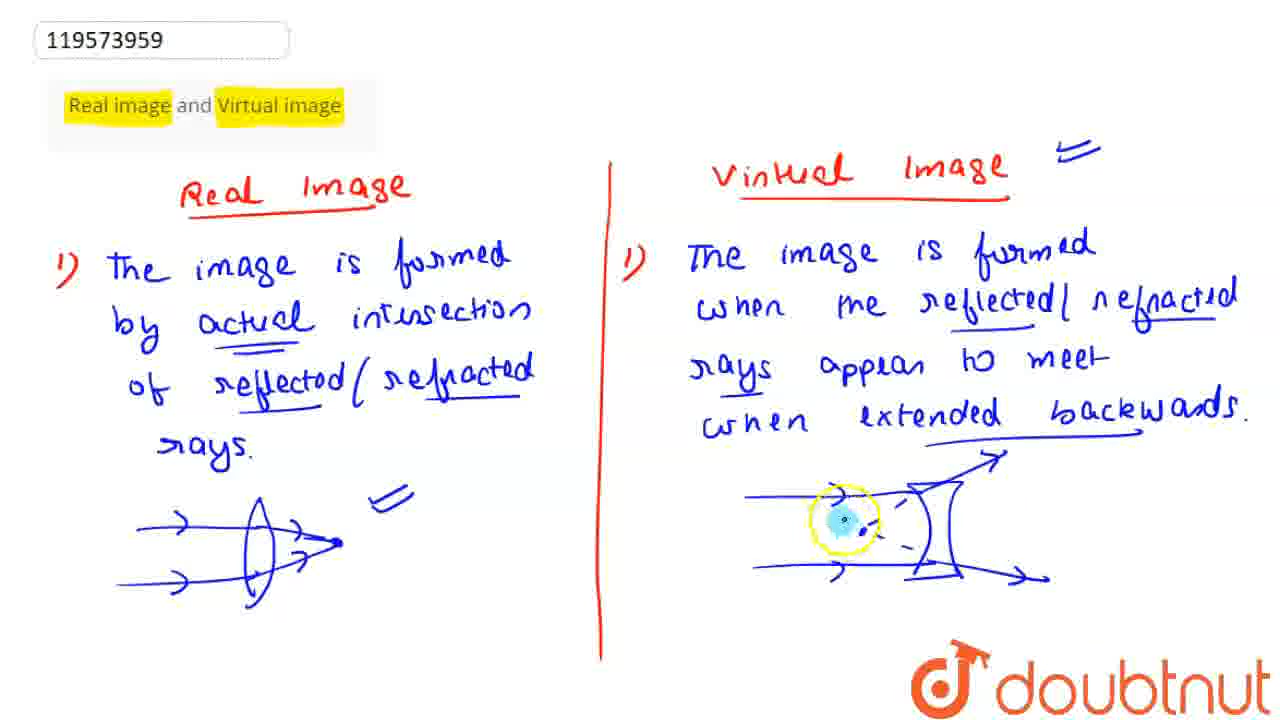 119573959
Real image and Virtual image
Real Image
1) The image is formed
by actual intersection
of reflected/refracted
rays.
Virtual Image
1) The image is formed
when the reflected/refracted
rays appear to meet
when extended backwards.
doubtnut